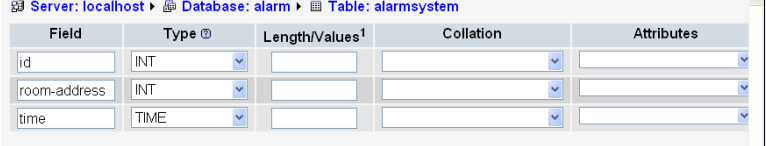 Server: localhost ▸ Database: alarm ▸ Table: alarmsystem
Field Type Length/Values1 Collation Attributes
id INT
room-address INT
time TIME